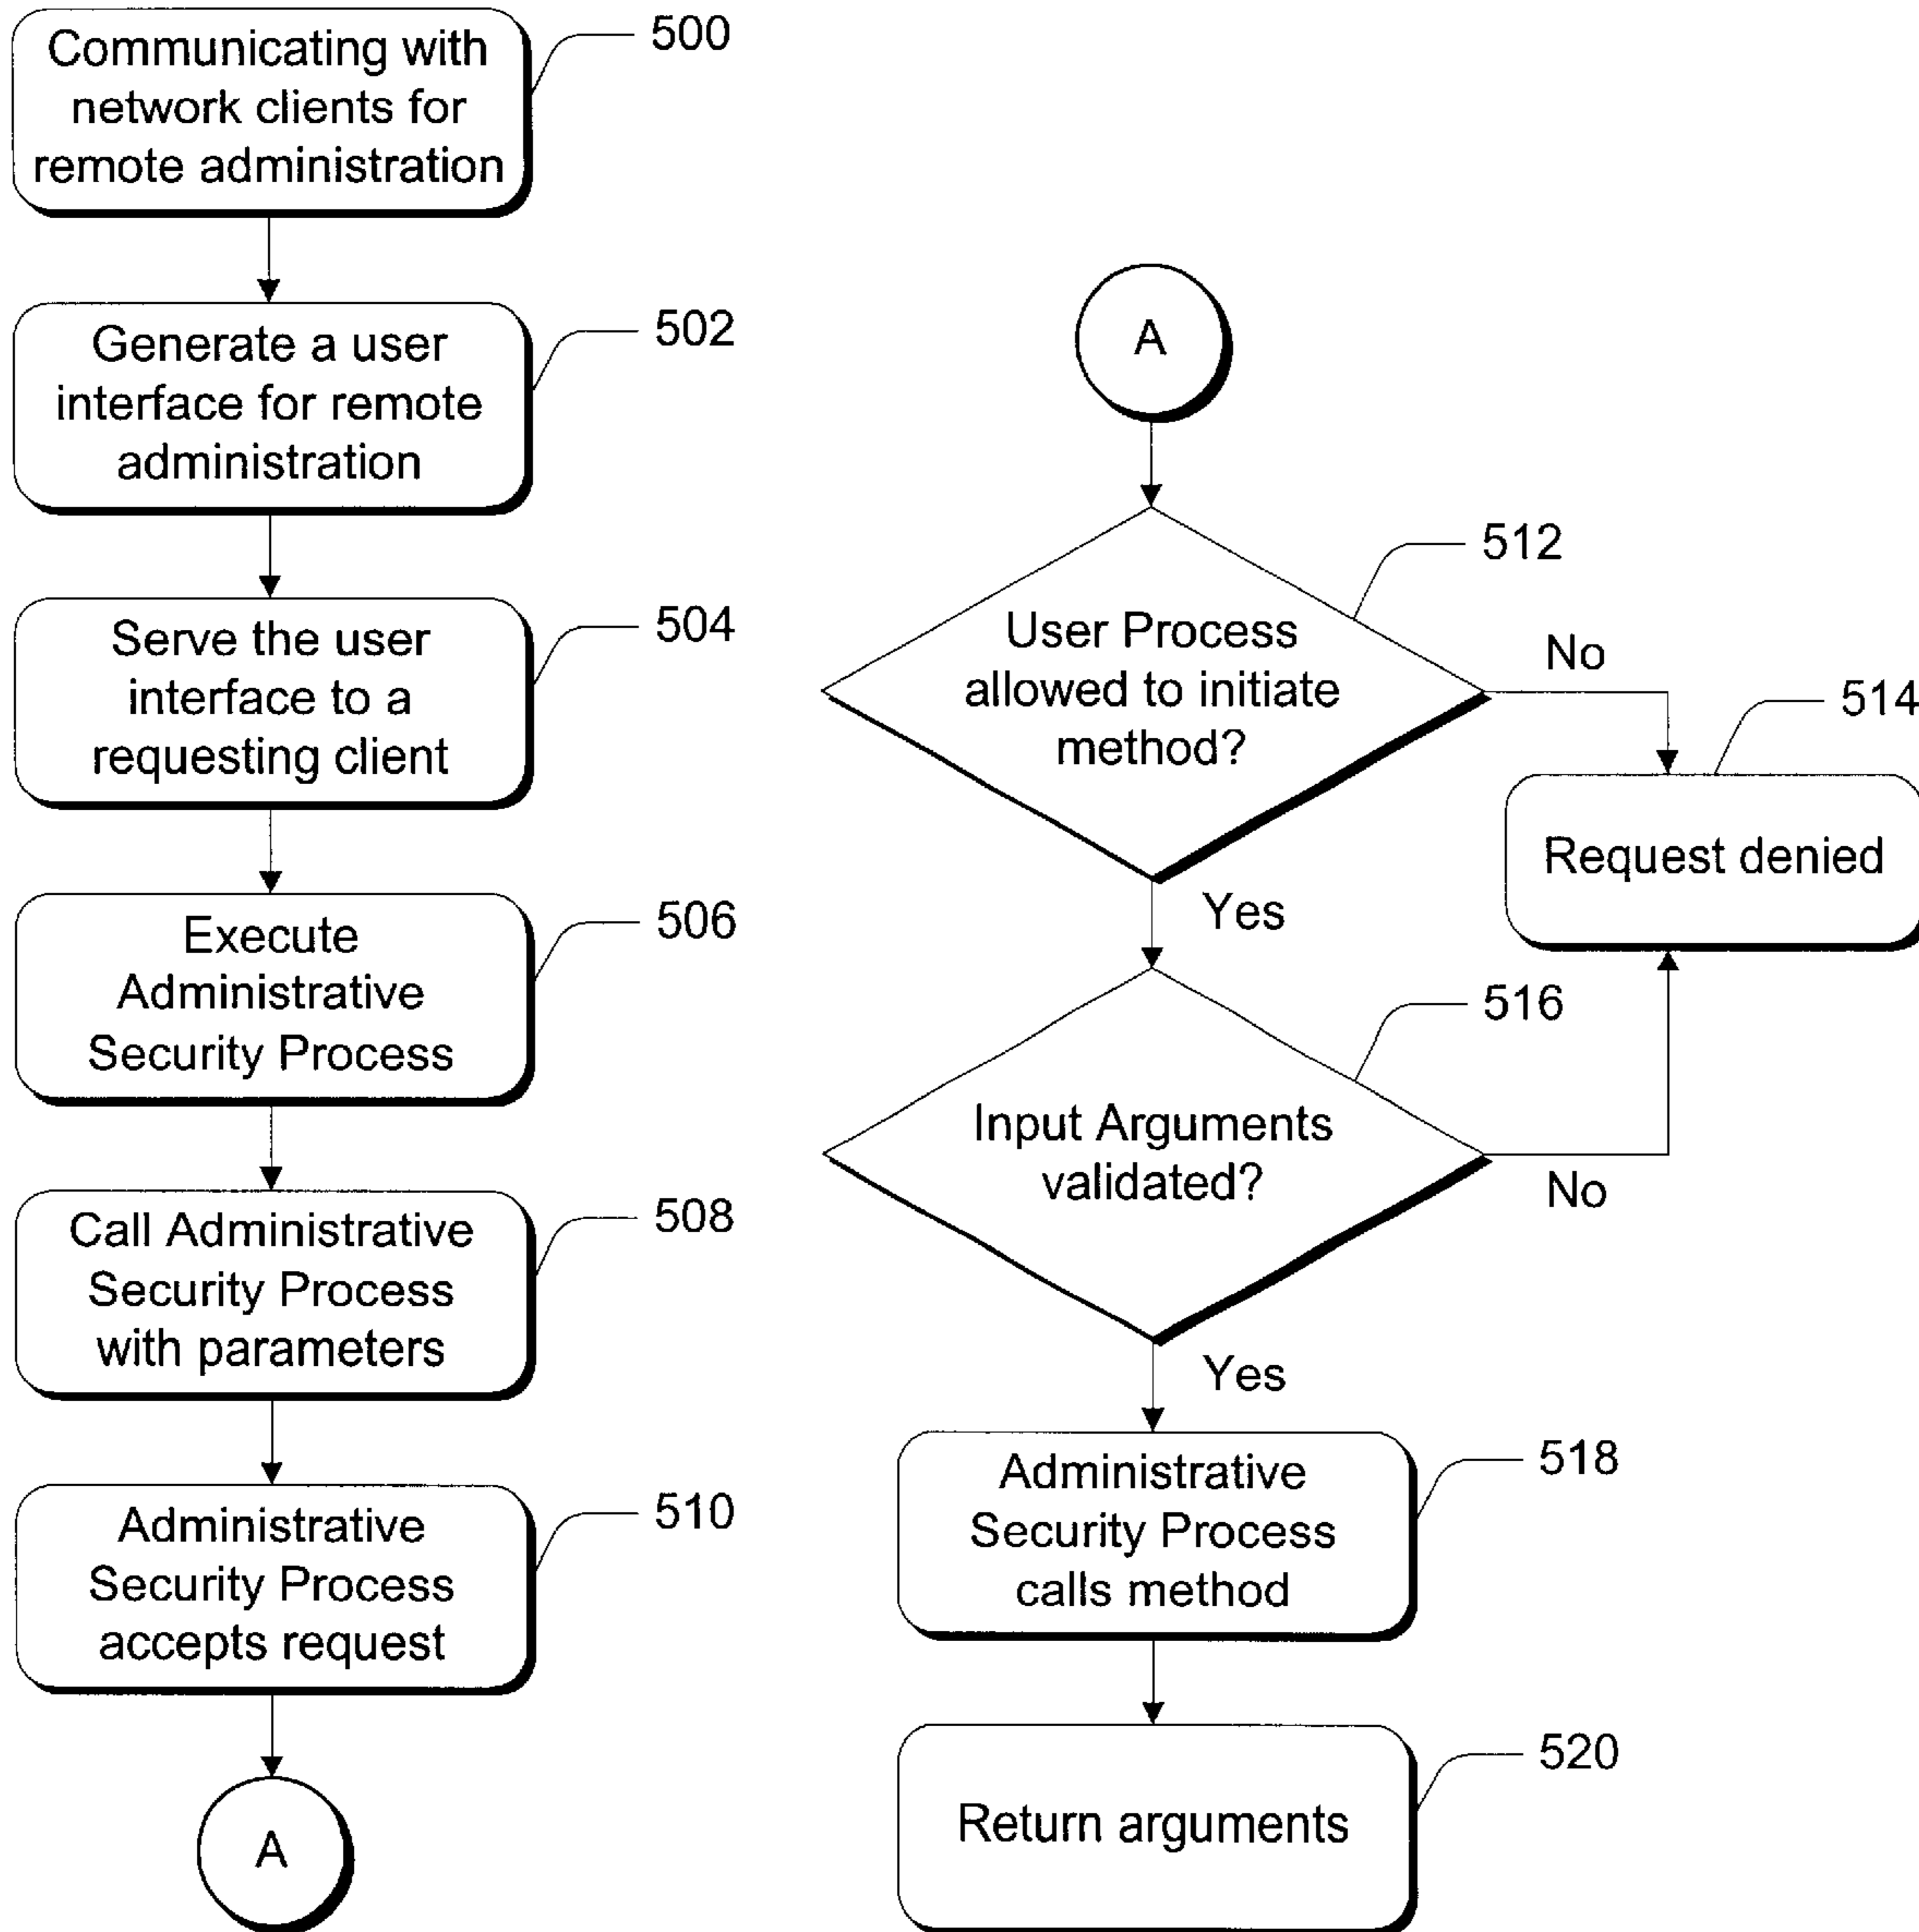 Communicating with
network clients for
remote administration
500
Generate a user
interface for remote
administration
502
Serve the user
interface to a
requesting client
504
Execute
Administrative
Security Process
506
Call Administrative
Security Process
with parameters
508
Administrative
Security Process
accepts request
510
A
A
User Process
allowed to initiate
method?
512
No
514
Request denied
Yes
Input Arguments
validated?
516
No
Yes
Administrative
Security Process
calls method
518
Return arguments
520